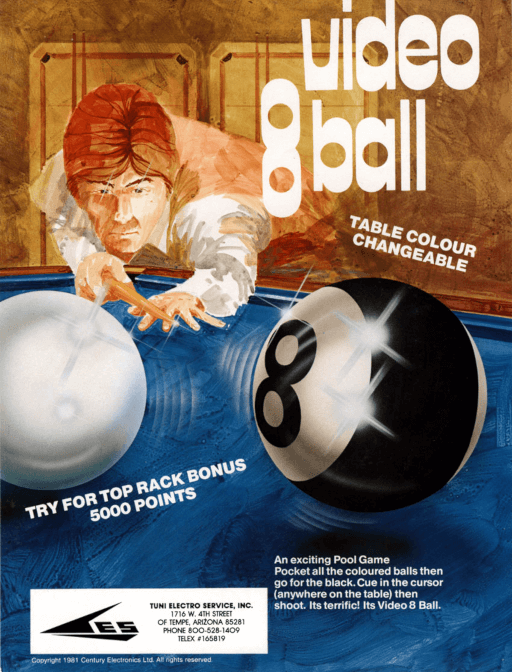 video
8 ball
TABLE COLOUR
CHANGEABLE
8
TRY FOR TOP RACK BONUS
5000 POINTS
An exciting Pool Game
Pocket all the coloured balls then
go for the black. Cue in the cursor
(anywhere on the table) then
shoot. Its terrific! Its Video 8 Ball.
TES
TUNI ELECTRO SERVICE, INC.
1716 W. 4TH STREET
OF TEMPE, ARIZONA 85281
PHONE 800-528-1409
TELEX #165819
Copyright 1981 Century Electronics Ltd. All rights reserved